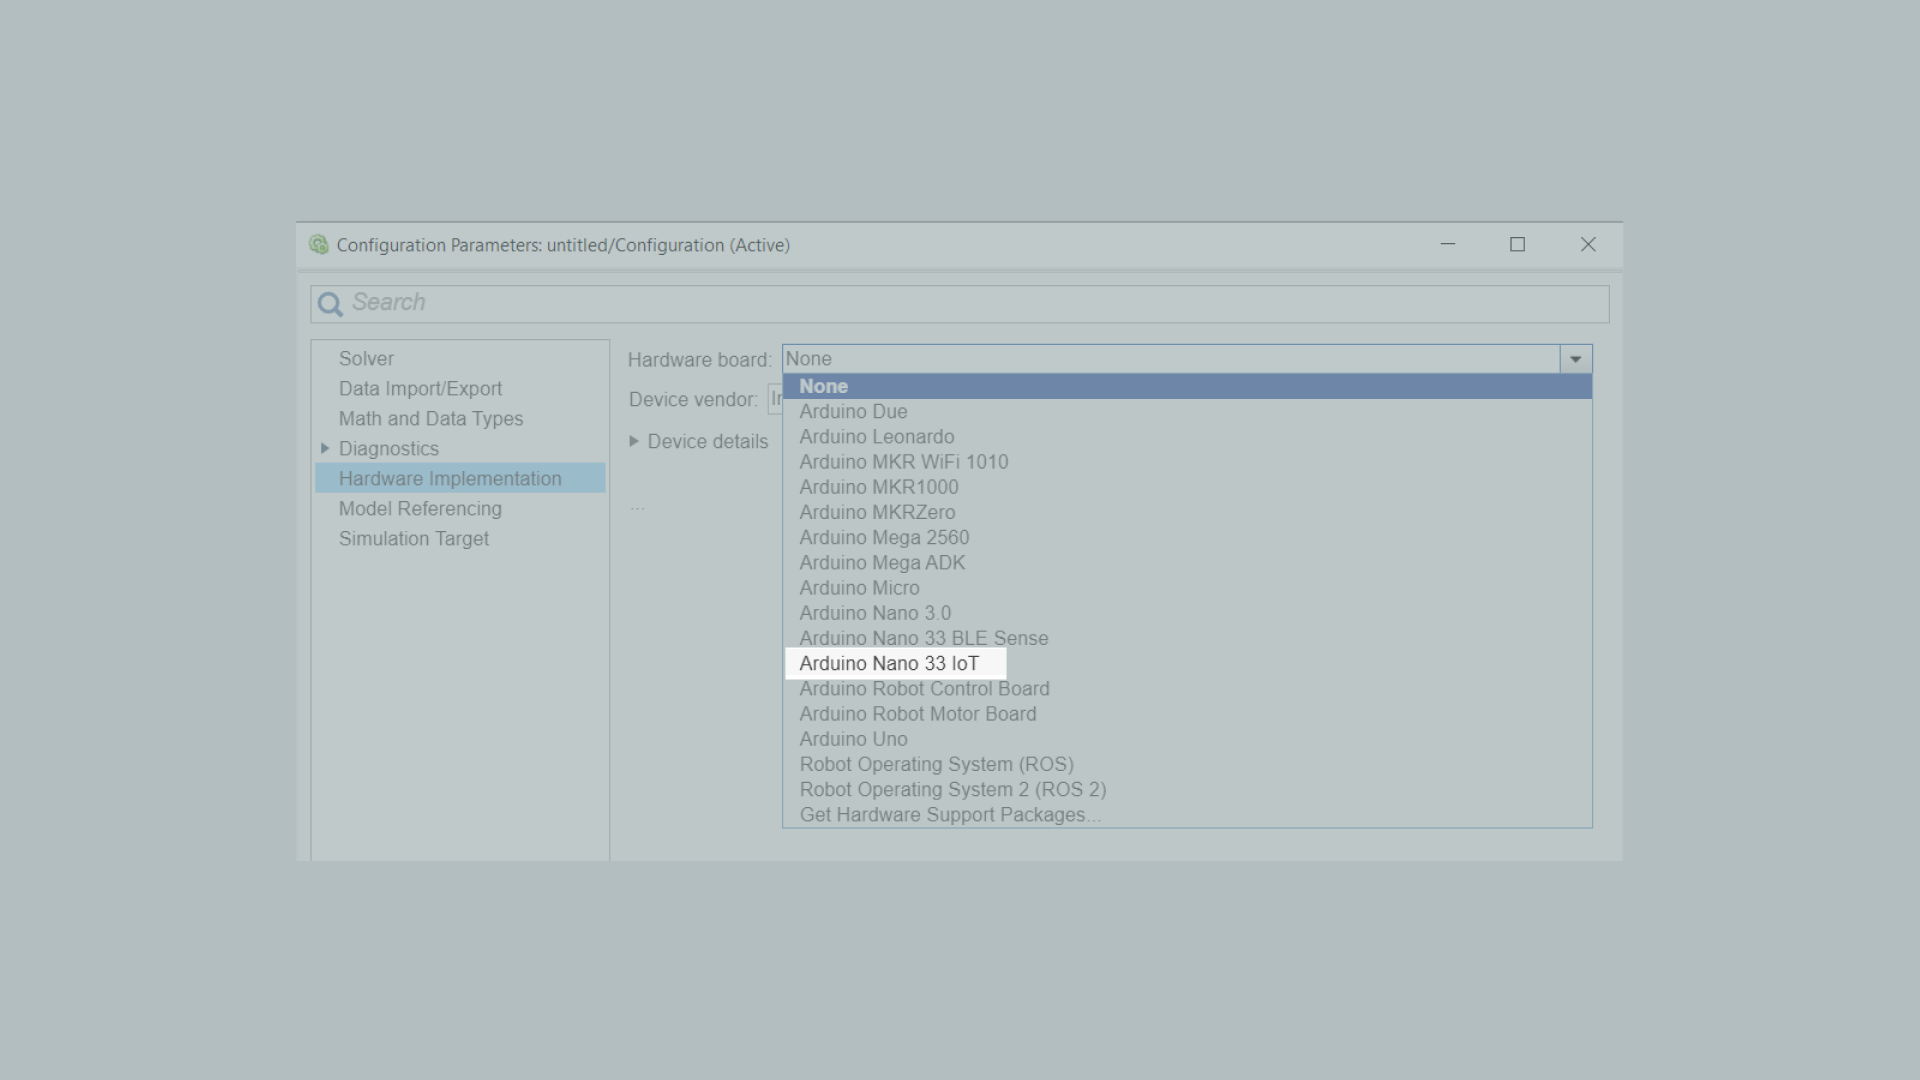 Configuration Parameters: untitled/Configuration (Active)
Search
Solver
Data Import/Export
Math and Data Types
Diagnostics
Hardware Implementation
Model Referencing
Simulation Target
Hardware board: None
Device vendor:
Device details
...
None
Arduino Due
Arduino Leonardo
Arduino MKR WiFi 1010
Arduino MKR1000
Arduino MKRZero
Arduino Mega 2560
Arduino Mega ADK
Arduino Micro
Arduino Nano 3.0
Arduino Nano 33 BLE Sense
Arduino Nano 33 IoT
Arduino Robot Control Board
Arduino Robot Motor Board
Arduino Uno
Robot Operating System (ROS)
Robot Operating System 2 (ROS 2)
Get Hardware Support Packages...